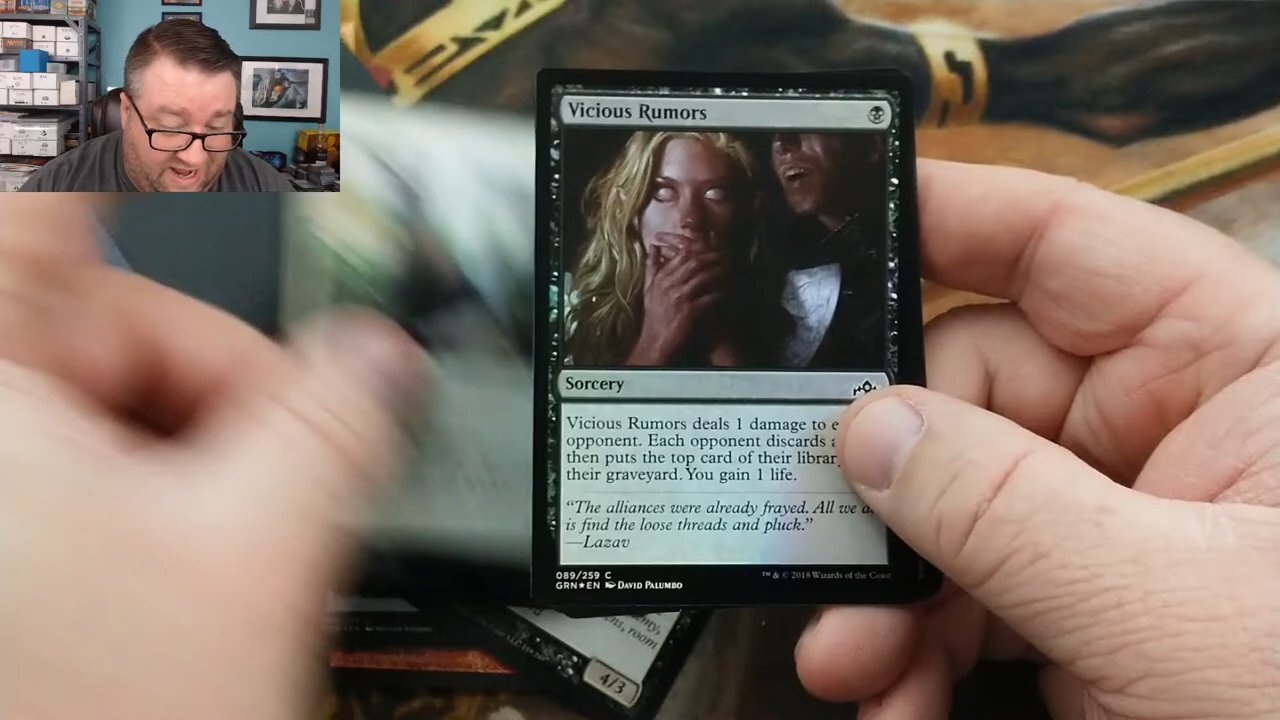 Vicious Rumors
Sorcery
Vicious Rumors deals 1 damage to e
opponent. Each opponent discards a
then puts the top card of their librar
their graveyard. You gain 1 life.
“The alliances were already frayed. All we d
is find the loose threads and pluck.”
—Lazav
089/259 C
GRN★EN DAVID PALUMBO
™ & © 2018 Wizards of the Coast
room
4/3